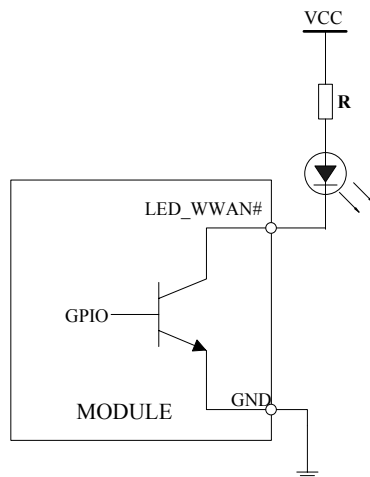 VCC
R
LED_WWAN#
GPIO
GND
MODULE